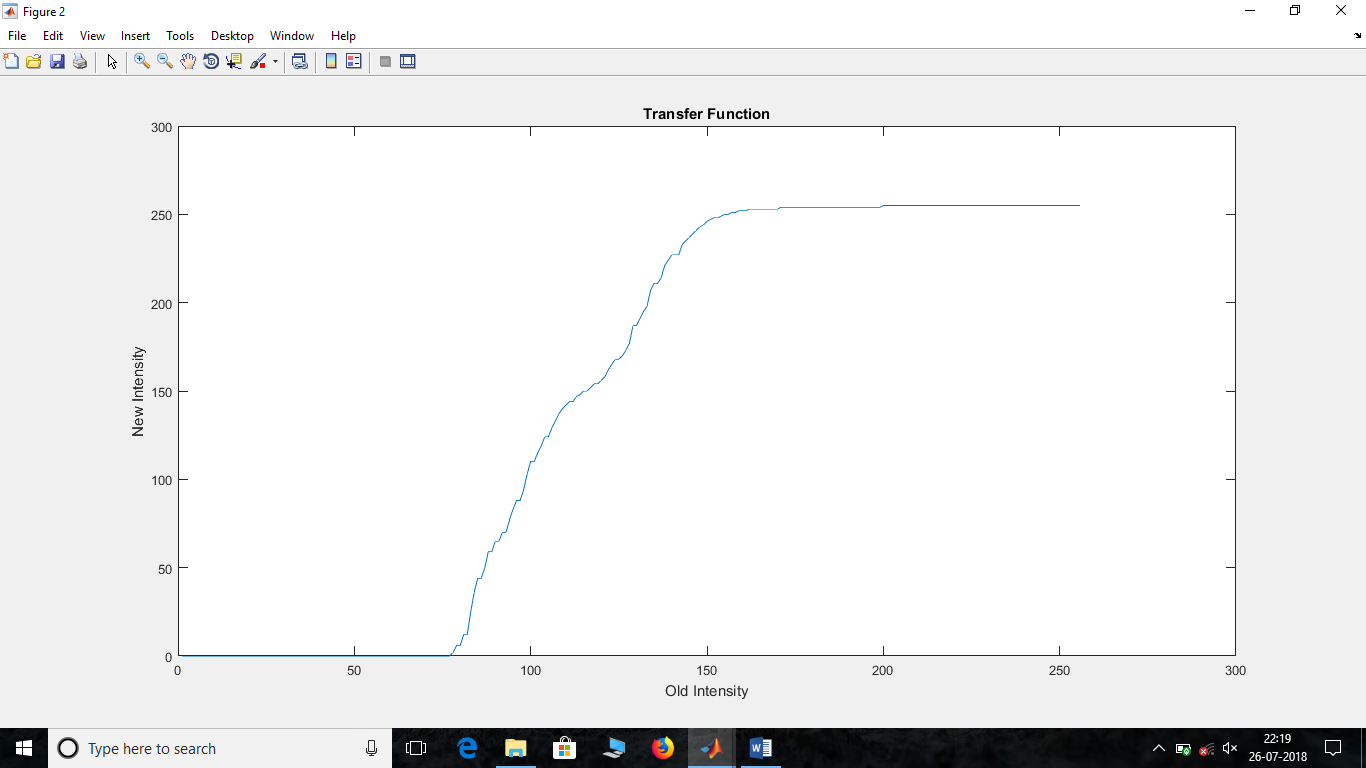 Figure 2
File Edit View Insert Tools Desktop Window Help
Transfer Function
300
250
200
150
100
50
0
New Intensity
0 50 100 150 200 250 300
Old Intensity
Type here to search
22:19
26-07-2018